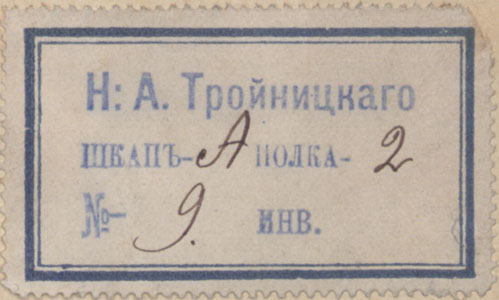 Н: А. Тройницкаго
ШКАПЪ- А ПОЛКА- 2
№- 9. ИНВ.